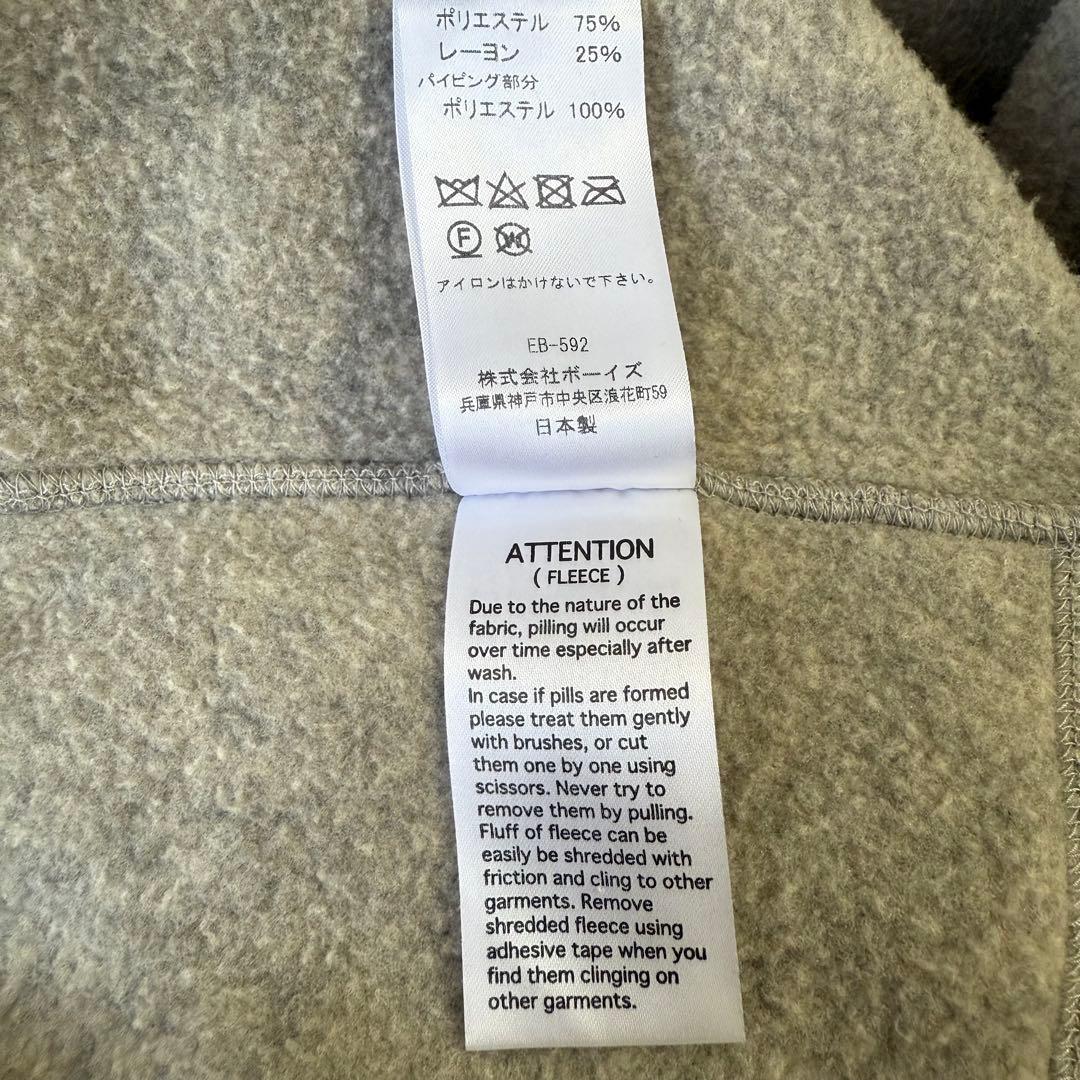 ポリエステル 75%
レーヨン 25%
パイピング部分
ポリエステル 100%
F W
アイロンはかけないで下さい。
EB-592
株式会社ボーイズ
兵庫県神戸市中央区浪花町59
日本製
ATTENTION
( FLEECE )
Due to the nature of the
fabric, pilling will occur
over time especially after
wash.
In case if pills are formed
please treat them gently
with brushes, or cut
them one by one using
scissors. Never try to
remove them by pulling.
Fluff of fleece can be
easily be shredded with
friction and cling to other
garments. Remove
shredded fleece using
adhesive tape when you
find them clinging on
other garments.